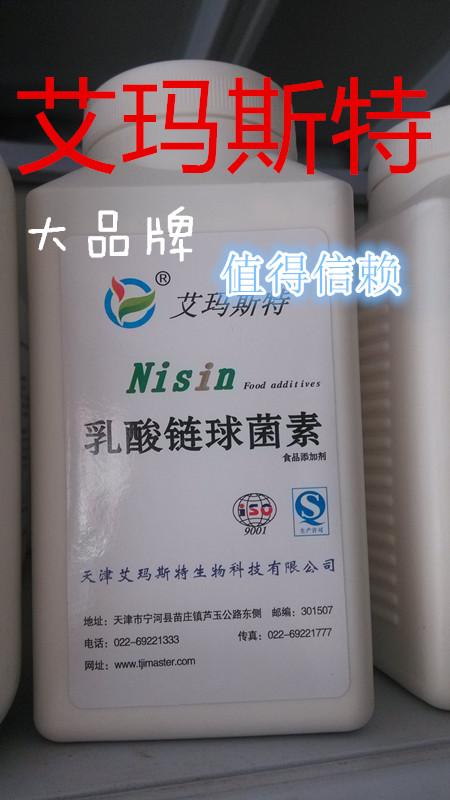 艾玛斯特
大品牌
值得信赖
®
艾玛斯特
Nisin Food additives
乳酸链球菌素
食品添加剂
ISO
9001
生产许可
天津艾玛斯特生物科技有限公司
地址：天津市宁河县苗庄镇芦玉公路东侧 邮编：301507
电话：022-69221333 传真：022-69221777
网址：www.tjimaster.com